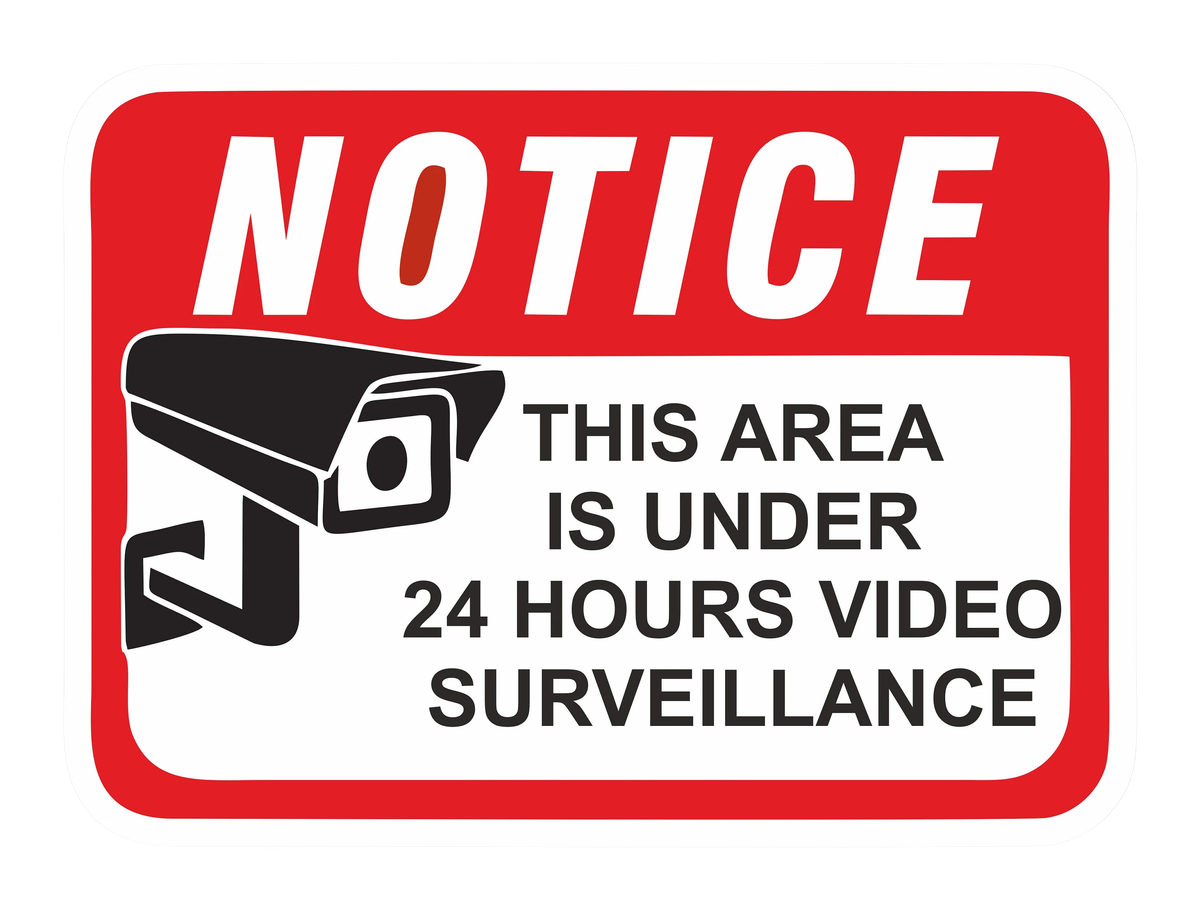 NOTICE
THIS AREA
IS UNDER
24 HOURS VIDEO
SURVEILLANCE